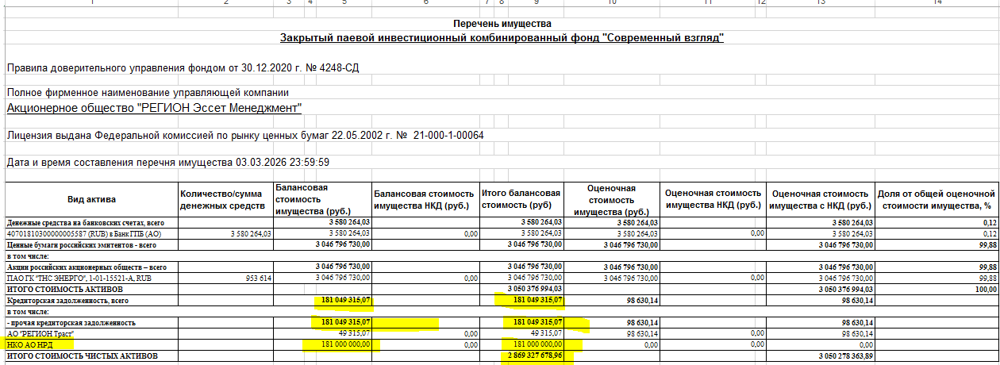 1 2 3 4 5 6 7 8 9 10 11 12 13 14
Перечень имущества
Закрытый паевой инвестиционный комбинированный фонд "Современный взгляд"
Правила доверительного управления фондом от 30.12.2020 г. № 4248-СД
Полное фирменное наименование управляющей компании
Акционерное общество "РЕГИОН Эссет Менеджмент"
Лицензия выдана Федеральной комиссией по рынку ценных бумаг 22.05.2002 г. № 21-000-1-00064
Дата и время составления перечня имущества 03.03.2026 23:59:59
Вид актива Количество/сумма денежных средств Балансовая стоимость имущества (руб.) Балансовая стоимость имущества НКД (руб.) Итого балансовая стоимость (руб) Оценочная стоимость имущества (руб.) Оценочная стоимость имущества НКД (руб.) Оценочная стоимость имущества с НКД (руб.) Доля от общей оценочной стоимости имущества, %
Денежные средства на банковских счетах, всего 3 580 264,03 3 580 264,03 3 580 264,03 3 580 264,03 0,12
40701810300000005587 (RUB) в Банк ГПБ (АО) 3 580 264,03 3 580 264,03 0,00 3 580 264,03 3 580 264,03 0,00 3 580 264,03 0,12
Ценные бумаги российских эмитентов - всего 3 046 796 730,00 3 046 796 730,00 3 046 796 730,00 3 046 796 730,00 99,88
в том числе:
Акции российских акционерных обществ – всего 3 046 796 730,00 3 046 796 730,00 3 046 796 730,00 3 046 796 730,00 99,88
ПАО ГК "ТНС ЭНЕРГО", 1-01-15521-A, RUB 953 614 3 046 796 730,00 0,00 3 046 796 730,00 3 046 796 730,00 0,00 3 046 796 730,00 99,88
ИТОГО СТОИМОСТЬ АКТИВОВ 3 050 376 994,03 3 050 376 994,03 100,00
Кредиторская задолженность, всего 181 049 315,07 181 049 315,07 98 630,14 98 630,14
в том числе:
- прочая кредиторская задолженность 181 049 315,07 181 049 315,07 98 630,14 98 630,14
АО "РЕГИОН Траст" 49 315,07 0,00 49 315,07 98 630,14 0,00 98 630,14
НКО АО НРД 181 000 000,00 0,00 181 000 000,00 0,00 0,00 0,00
ИТОГО СТОИМОСТЬ ЧИСТЫХ АКТИВОВ 2 869 327 678,96 3 050 278 363,89